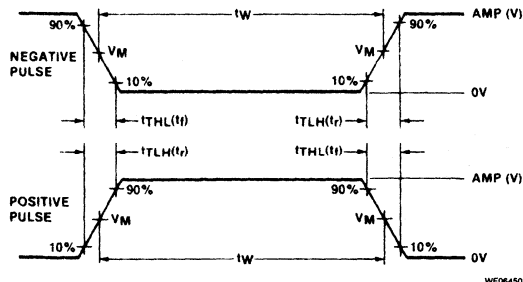 tW
AMP (V)
90%
90%
NEGATIVE
PULSE
VM
VM
10%
10%
0V
tTHL(tf)
tTLH(tr)
tTLH(tr)
tTHL(tf)
AMP (V)
POSITIVE
PULSE
90%
90%
VM
VM
10%
10%
tW
0V
WF06450